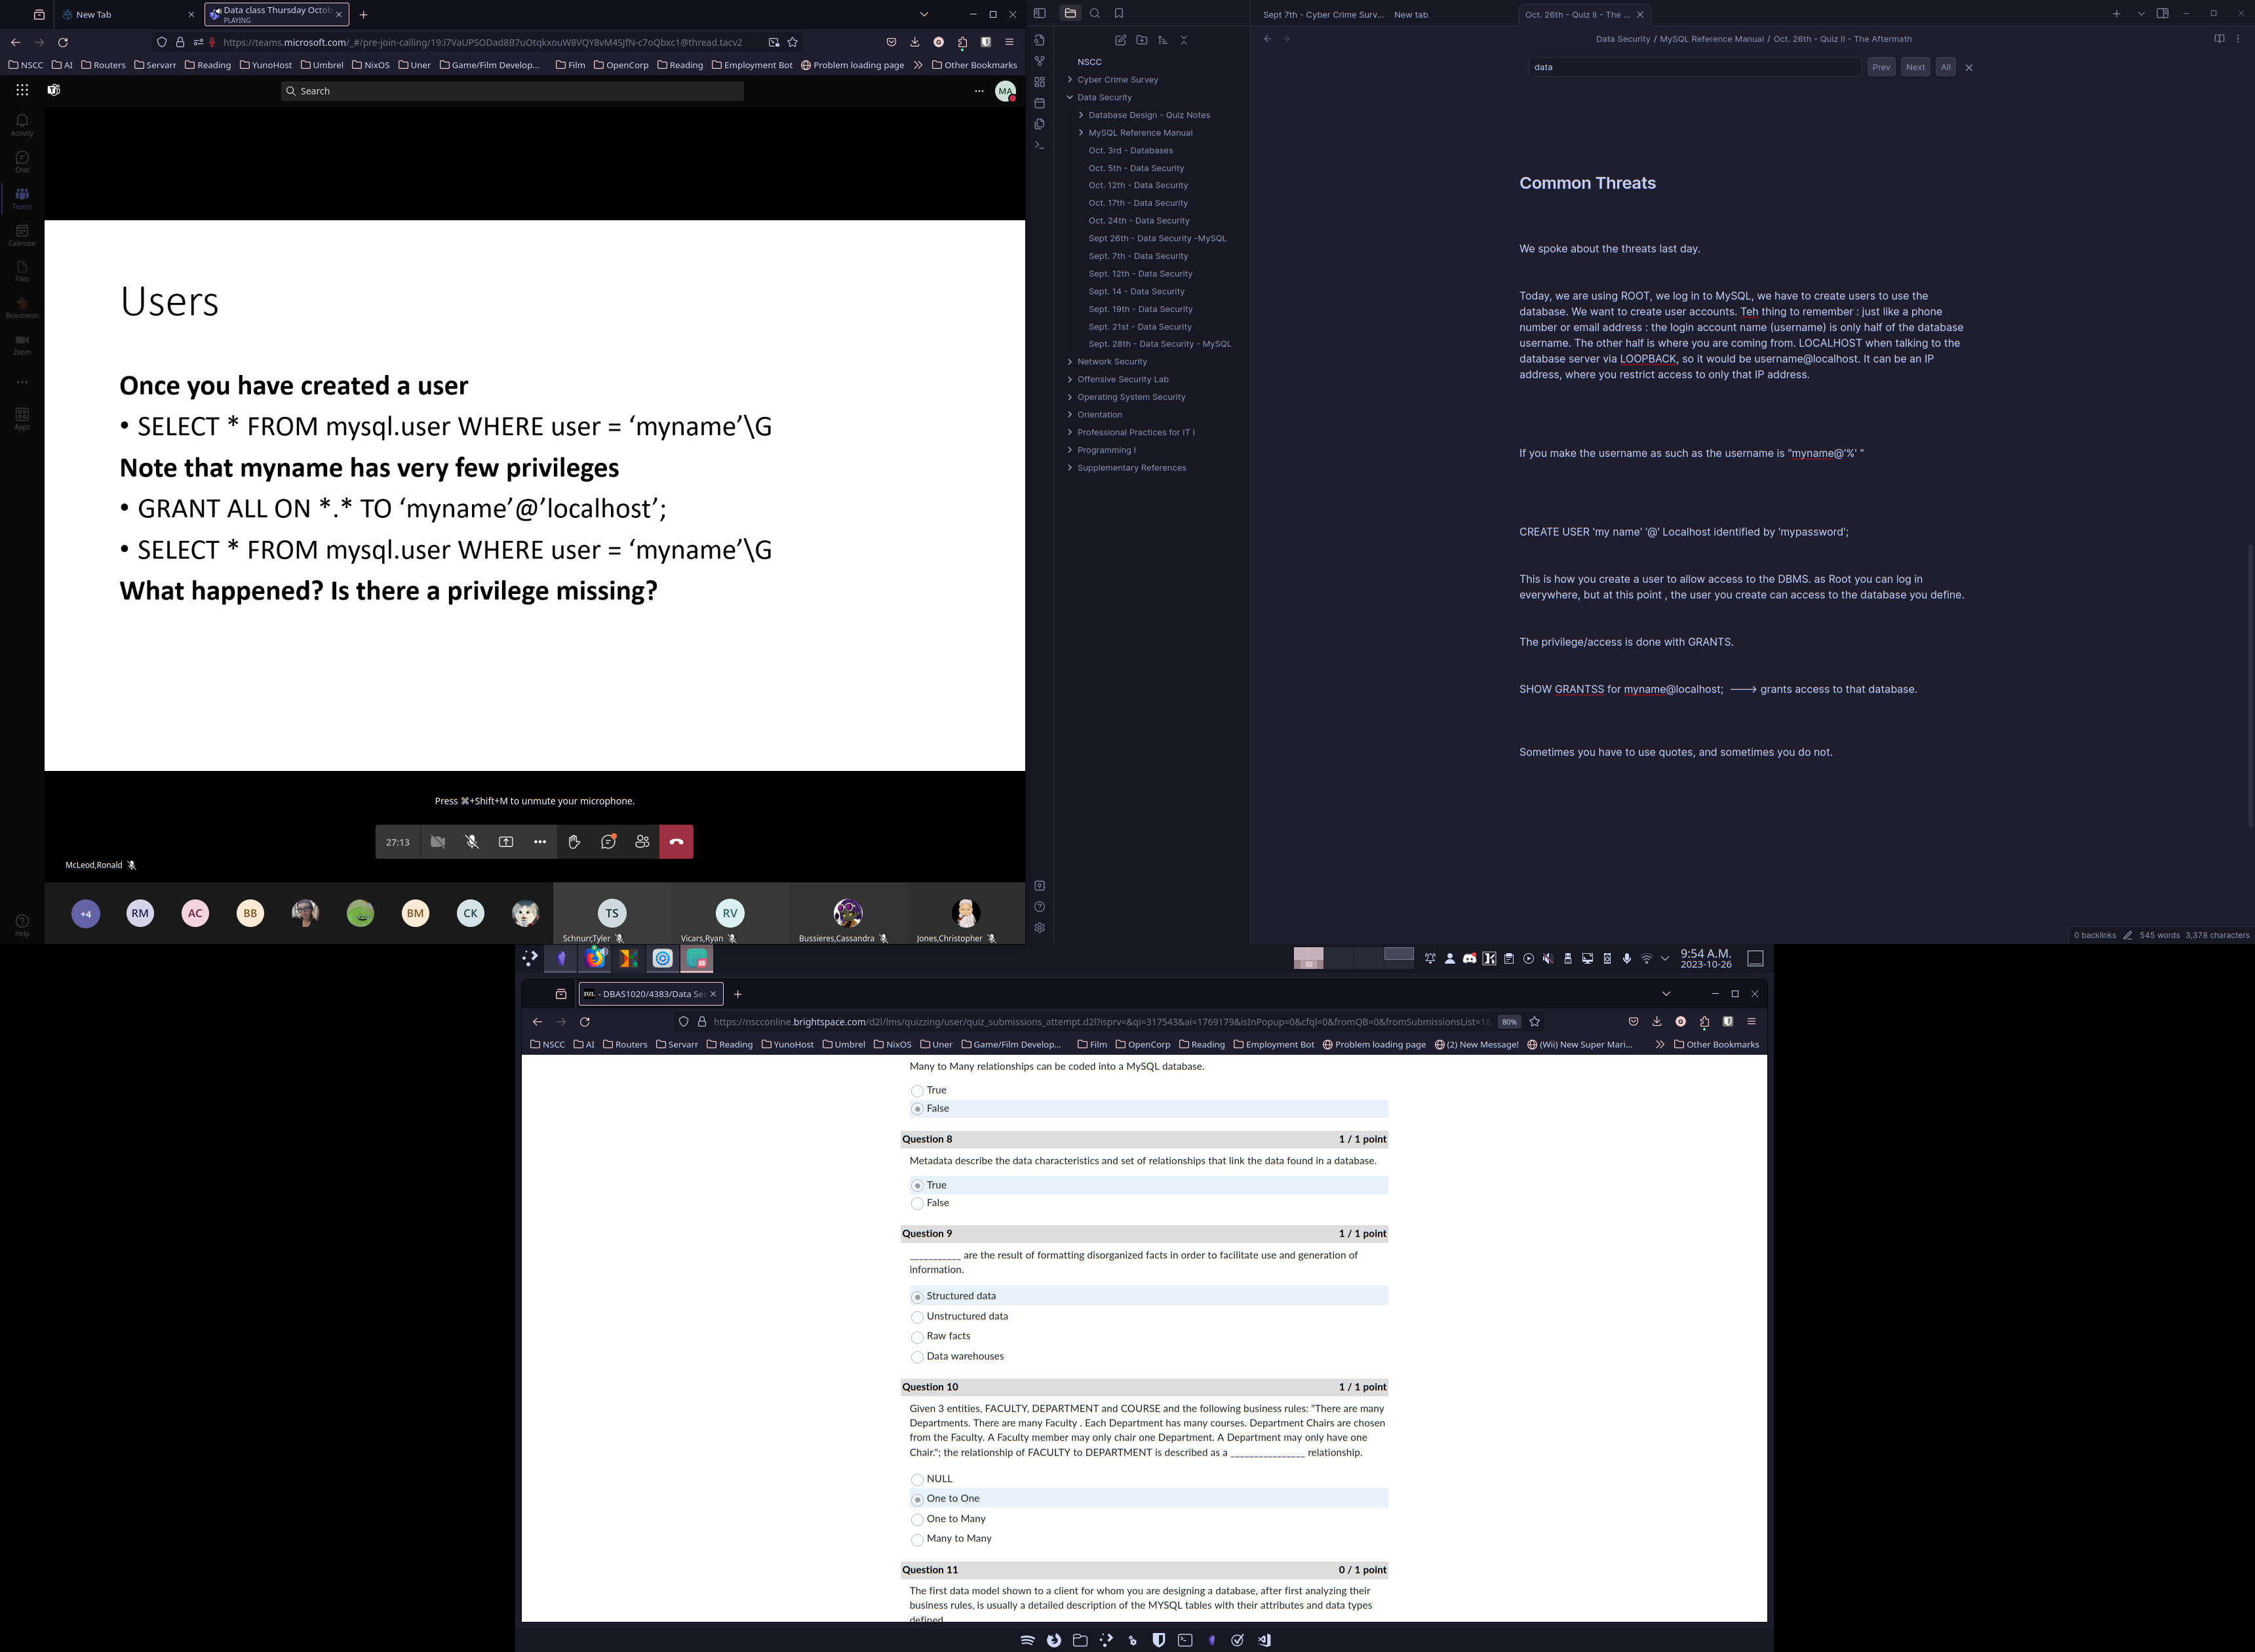 New Tab
Data class Thursday Octob
PLAYING
https://teams.microsoft.com/_#/pre-join-calling/19:i7VaUPSODad8B7uOtqkxouW8VQY8vM4SJfN-c7oQbxc1@thread.tacv2
NSCC AI Routers Servarr Reading YunoHost Umbrel NixOS Uner Game/Film Develop... Film OpenCorp Reading Employment Bot Problem loading page Other Bookmarks
Search
MA
Activity
Chat
Teams
Calendar
Files
Beauceron
Zoom
Apps
Help
Users
Once you have created a user
• SELECT * FROM mysql.user WHERE user = ‘myname’\G
Note that myname has very few privileges
• GRANT ALL ON *.* TO ‘myname’@’localhost’;
• SELECT * FROM mysql.user WHERE user = ‘myname’\G
What happened? Is there a privilege missing?
Press ⌘+Shift+M to unmute your microphone.
27:13
McLeod,Ronald
+4 RM AC BB BM CK TS RV
Schnurr,Tyler Vicars,Ryan Bussieres,Cassandra Jones,Christopher
NSCC
Cyber Crime Survey
Data Security
Database Design - Quiz Notes
MySQL Reference Manual
Oct. 3rd - Databases
Oct. 5th - Data Security
Oct. 12th - Data Security
Oct. 17th - Data Security
Oct. 24th - Data Security
Sept 26th - Data Security -MySQL
Sept. 7th - Data Security
Sept. 12th - Data Security
Sept. 14 - Data Security
Sept. 19th - Data Security
Sept. 21st - Data Security
Sept. 28th - Data Security - MySQL
Network Security
Offensive Security Lab
Operating System Security
Orientation
Professional Practices for IT I
Programming I
Supplementary References
Sept 7th - Cyber Crime Surv... New tab Oct. 26th - Quiz II - The ...
Data Security / MySQL Reference Manual / Oct. 26th - Quiz II - The Aftermath
data Prev Next All
Common Threats
We spoke about the threats last day.
Today, we are using ROOT, we log in to MySQL, we have to create users to use the
database. We want to create user accounts. Teh thing to remember : just like a phone
number or email address : the login account name (username) is only half of the database
username. The other half is where you are coming from. LOCALHOST when talking to the
database server via LOOPBACK, so it would be username@localhost. It can be an IP
address, where you restrict access to only that IP address.
If you make the username as such as the username is "myname@'%' "
CREATE USER 'my name' '@' Localhost identified by 'mypassword';
This is how you create a user to allow access to the DBMS. as Root you can log in
everywhere, but at this point , the user you create can access to the database you define.
The privilege/access is done with GRANTS.
SHOW GRANTSS for myname@localhost; ⟶ grants access to that database.
Sometimes you have to use quotes, and sometimes you do not.
0 backlinks 545 words 3,378 characters
9:54 A.M.
2023-10-26
D2L - DBAS1020/4383/Data Se
https://nscconline.brightspace.com/d2l/lms/quizzing/user/quiz_submissions_attempt.d2l?isprv=&qi=317543&ai=1769179&isInPopup=0&cfql=0&fromQB=0&fromSubmissionsList=1 80%
NSCC AI Routers Servarr Reading YunoHost Umbrel NixOS Uner Game/Film Develop... Film OpenCorp Reading Employment Bot Problem loading page (2) New Message! (Wii) New Super Mari... Other Bookmarks
Many to Many relationships can be coded into a MySQL database.
True
False
Question 8 1 / 1 point
Metadata describe the data characteristics and set of relationships that link the data found in a database.
True
False
Question 9 1 / 1 point
___________ are the result of formatting disorganized facts in order to facilitate use and generation of
information.
Structured data
Unstructured data
Raw facts
Data warehouses
Question 10 1 / 1 point
Given 3 entities, FACULTY, DEPARTMENT and COURSE and the following business rules: "There are many
Departments. There are many Faculty . Each Department has many courses. Department Chairs are chosen
from the Faculty. A Faculty member may only chair one Department. A Department may only have one
Chair."; the relationship of FACULTY to DEPARTMENT is described as a ________________ relationship.
NULL
One to One
One to Many
Many to Many
Question 11 0 / 1 point
The first data model shown to a client for whom you are designing a database, after first analyzing their
business rules, is usually a detailed description of the MYSQL tables with their attributes and data types
defined